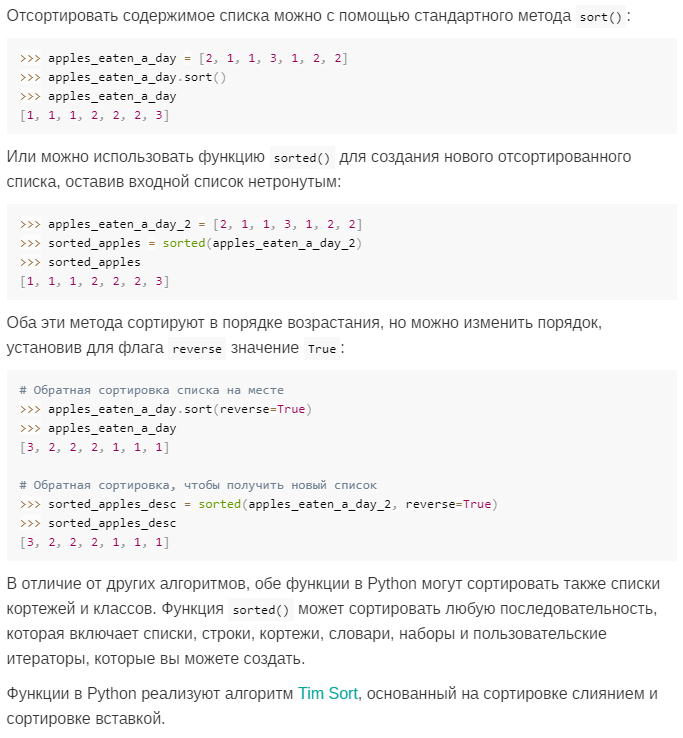 Отсортировать содержимое списка можно с помощью стандартного метода sort():
>>> apples_eaten_a_day = [2, 1, 1, 3, 1, 2, 2]
>>> apples_eaten_a_day.sort()
>>> apples_eaten_a_day
[1, 1, 1, 2, 2, 2, 3]
Или можно использовать функцию sorted() для создания нового отсортированного
списка, оставив входной список нетронутым:
>>> apples_eaten_a_day_2 = [2, 1, 1, 3, 1, 2, 2]
>>> sorted_apples = sorted(apples_eaten_a_day_2)
>>> sorted_apples
[1, 1, 1, 2, 2, 2, 3]
Оба эти метода сортируют в порядке возрастания, но можно изменить порядок,
установив для флага reverse значение True:
# Обратная сортировка списка на месте
>>> apples_eaten_a_day.sort(reverse=True)
>>> apples_eaten_a_day
[3, 2, 2, 2, 1, 1, 1]
# Обратная сортировка, чтобы получить новый список
>>> sorted_apples_desc = sorted(apples_eaten_a_day_2, reverse=True)
>>> sorted_apples_desc
[3, 2, 2, 2, 1, 1, 1]
В отличие от других алгоритмов, обе функции в Python могут сортировать также списки
кортежей и классов. Функция sorted() может сортировать любую последовательность,
которая включает списки, строки, кортежи, словари, наборы и пользовательские
итераторы, которые вы можете создать.
Функции в Python реализуют алгоритм Tim Sort, основанный на сортировке слиянием и
сортировке вставкой.